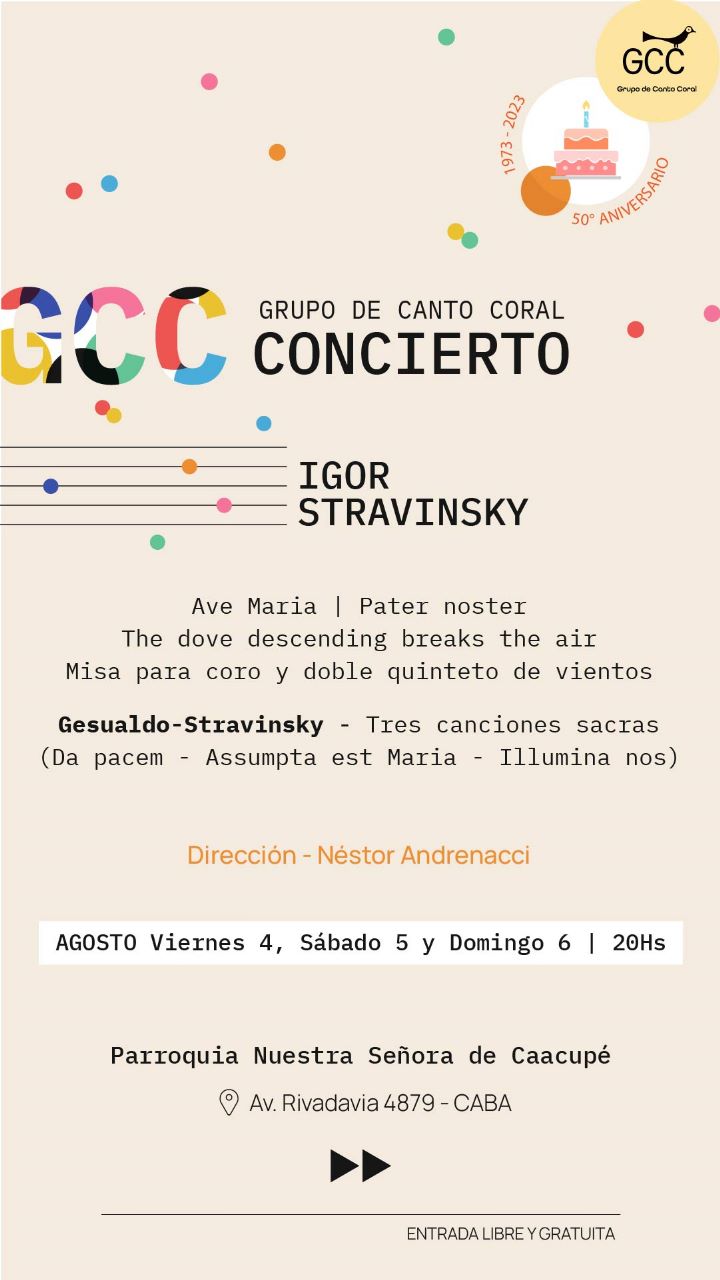 GCC
Grupo de Canto Coral
1973 - 2023
50° ANIVERSARIO
GCC
GRUPO DE CANTO CORAL
CONCIERTO
IGOR
STRAVINSKY
Ave Maria | Pater noster
The dove descending breaks the air
Misa para coro y doble quinteto de vientos
Gesualdo-Stravinsky - Tres canciones sacras
(Da pacem - Assumpta est Maria - Illumina nos)
Dirección - Néstor Andrenacci
AGOSTO Viernes 4, Sábado 5 y Domingo 6 | 20Hs
Parroquia Nuestra Señora de Caacupé
Av. Rivadavia 4879 - CABA
ENTRADA LIBRE Y GRATUITA